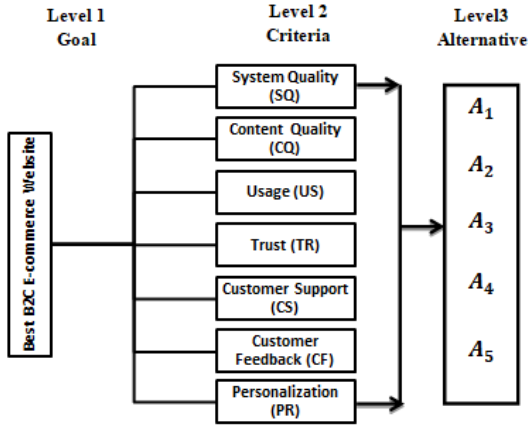 Level 1
Goal
Level 2
Criteria
Level3
Alternative
Best B2C E-commerce Website
System Quality
(SQ)
Content Quality
(CQ)
Usage (US)
Trust (TR)
Customer Support
(CS)
Customer
Feedback (CF)
Personalization
(PR)
A₁
A₂
A₃
A₄
A₅